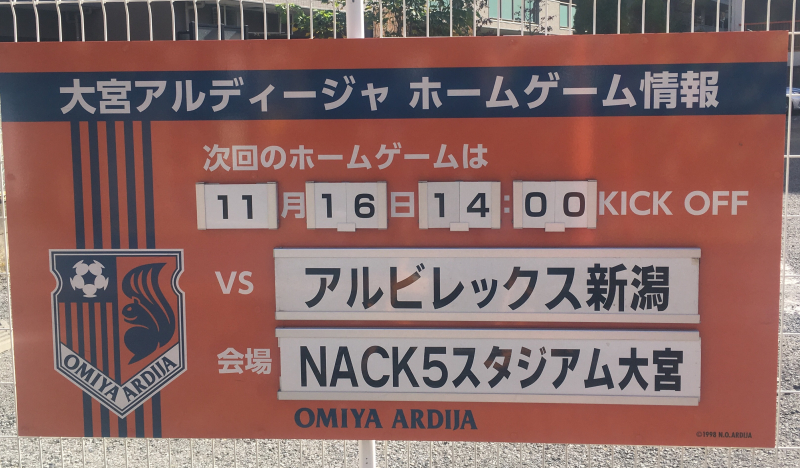 大宮アルディージャ ホームゲーム情報
次回のホームゲームは
11月16日14:00 KICK OFF
VS アルビレックス新潟
会場 NACK5スタジアム大宮
OMIYA ARDIJA
OMIYA ARDIJA
©1998 N.O.ARDIJA